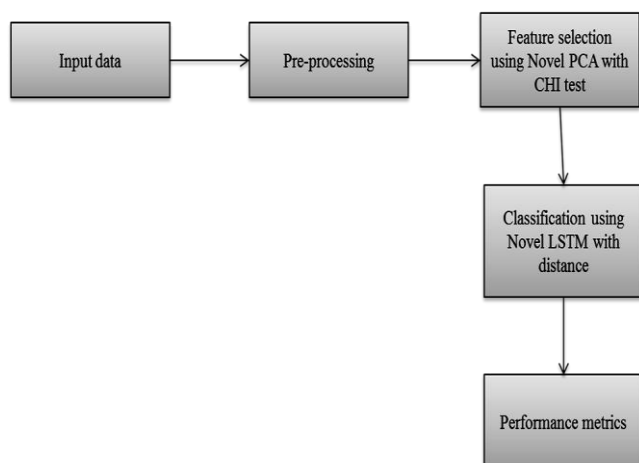 Input data
Pre-processing
Feature selection
using Novel PCA with
CHI test
Classification using
Novel LSTM with
distance
Performance metrics